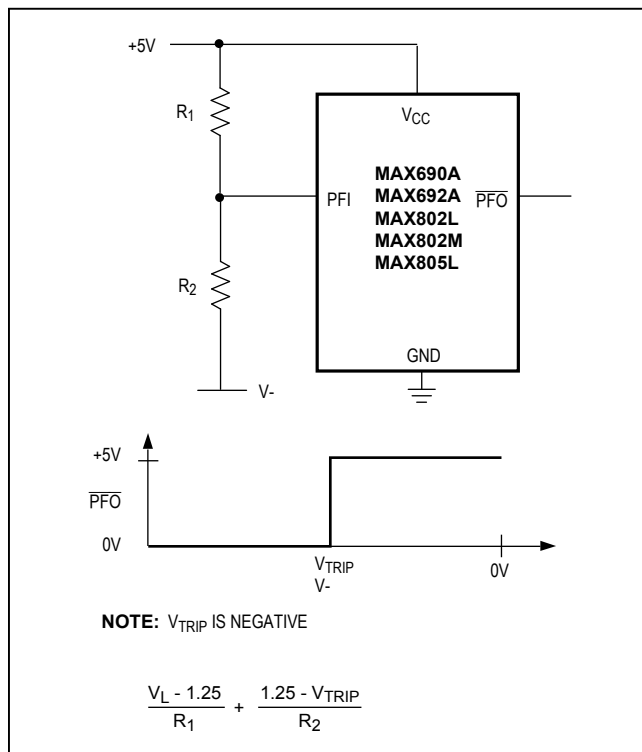 +5V
R1
VCC
MAX690A
MAX692A
MAX802L
MAX802M
MAX805L
PFI
PFO
R2
GND
V-
+5V
PFO
0V
VTRIP
V-
0V
NOTE: VTRIP IS NEGATIVE
VL - 1.25 + 1.25 - VTRIP
R1 R2